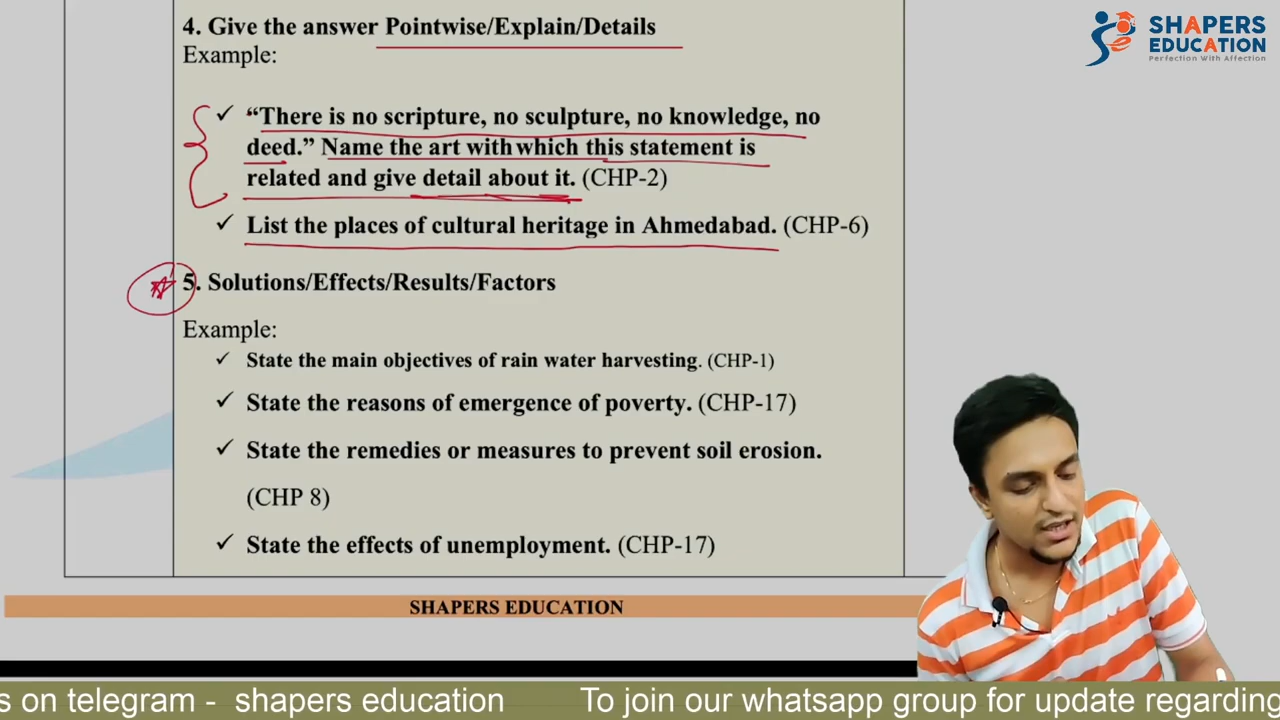 SHAPERS
EDUCATION
Perfection With Affection
4. Give the answer Pointwise/Explain/Details
Example:
✓ “There is no scripture, no sculpture, no knowledge, no
deed.” Name the art with which this statement is
related and give detail about it. (CHP-2)
✓ List the places of cultural heritage in Ahmedabad. (CHP-6)
5. Solutions/Effects/Results/Factors
Example:
✓ State the main objectives of rain water harvesting. (CHP-1)
✓ State the reasons of emergence of poverty. (CHP-17)
✓ State the remedies or measures to prevent soil erosion.
(CHP 8)
✓ State the effects of unemployment. (CHP-17)
SHAPERS EDUCATION
s on telegram - shapers education To join our whatsapp group for update regarding